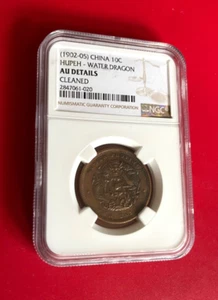 (1902-05) CHINA 10C
HUPEH - WATER DRAGON
AU DETAILS
CLEANED
2847061-020
NGC
NUMISMATIC GUARANTY CORPORATION